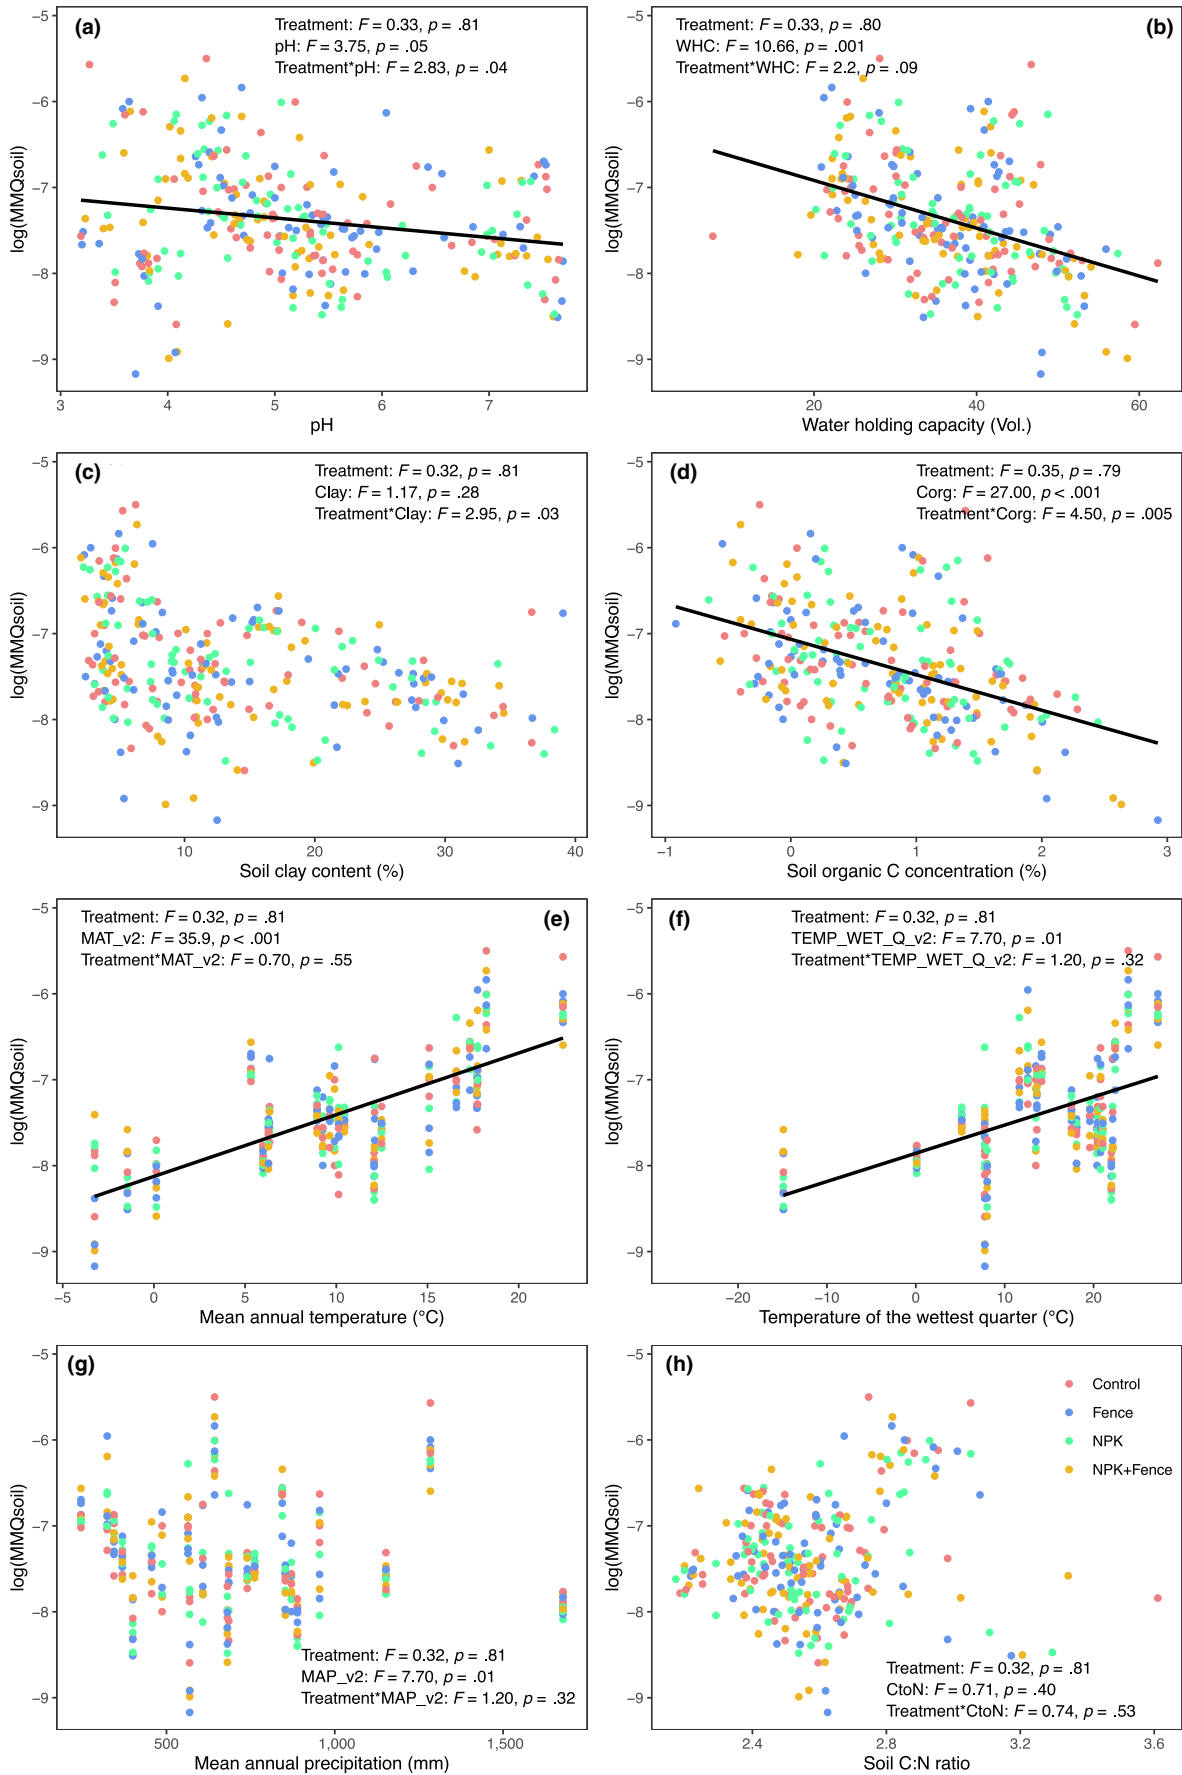 (a)
Treatment: F = 0.33, p = .81
pH: F = 3.75, p = .05
Treatment*pH: F = 2.83, p = .04
−5
−6
−7
−8
−9
log(MMQsoil)
3 4 5 6 7
pH
(b)
Treatment: F = 0.33, p = .80
WHC: F = 10.66, p = .001
Treatment*WHC: F = 2.2, p = .09
−5
−6
−7
−8
−9
log(MMQsoil)
20 40 60
Water holding capacity (Vol.)
(c)
Treatment: F = 0.32, p = .81
Clay: F = 1.17, p = .28
Treatment*Clay: F = 2.95, p = .03
−5
−6
−7
−8
−9
log(MMQsoil)
10 20 30 40
Soil clay content (%)
(d)
Treatment: F = 0.35, p = .79
Corg: F = 27.00, p < .001
Treatment*Corg: F = 4.50, p = .005
−5
−6
−7
−8
−9
log(MMQsoil)
−1 0 1 2 3
Soil organic C concentration (%)
(e)
Treatment: F = 0.32, p = .81
MAT_v2: F = 35.9, p < .001
Treatment*MAT_v2: F = 0.70, p = .55
−5
−6
−7
−8
−9
log(MMQsoil)
−5 0 5 10 15 20
Mean annual temperature (°C)
(f)
Treatment: F = 0.32, p = .81
TEMP_WET_Q_v2: F = 7.70, p = .01
Treatment*TEMP_WET_Q_v2: F = 1.20, p = .32
−5
−6
−7
−8
−9
log(MMQsoil)
−20 −10 0 10 20
Temperature of the wettest quarter (°C)
(g)
−5
−6
−7
−8
−9
log(MMQsoil)
Treatment: F = 0.32, p = .81
MAP_v2: F = 7.70, p = .01
Treatment*MAP_v2: F = 1.20, p = .32
500 1,000 1,500
Mean annual precipitation (mm)
(h)
Control
Fence
NPK
NPK+Fence
−5
−6
−7
−8
−9
log(MMQsoil)
Treatment: F = 0.32, p = .81
CtoN: F = 0.71, p = .40
Treatment*CtoN: F = 0.74, p = .53
2.4 2.8 3.2 3.6
Soil C:N ratio